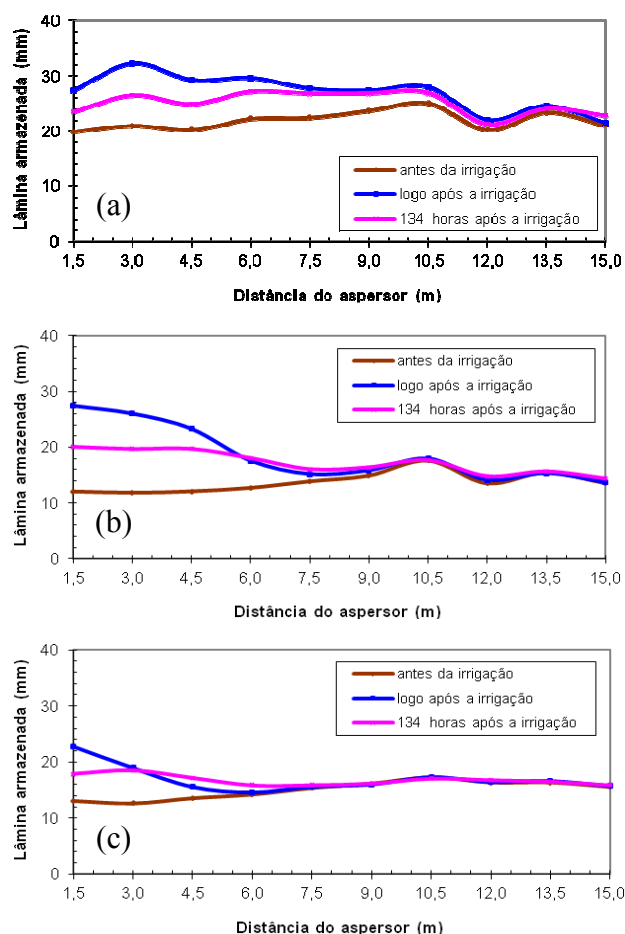 Lâmina armazenada (mm)
40
30
20
10
0
(a)
antes da irrigação
logo após a irrigação
134 horas após a irrigação
1,5 3,0 4,5 6,0 7,5 9,0 10,5 12,0 13,5 15,0
Distância do aspersor (m)
Lâmina armazenada (mm)
40
30
20
10
0
(b)
antes da irrigação
logo após a irrigação
134 horas após a irrigação
1,5 3,0 4,5 6,0 7,5 9,0 10,5 12,0 13,5 15,0
Distância do aspersor (m)
Lâmina armazenada (mm)
40
30
20
10
0
(c)
antes da irrigação
logo após a irrigação
134 horas após a irrigação
1,5 3,0 4,5 6,0 7,5 9,0 10,5 12,0 13,5 15,0
Distância do aspersor (m)